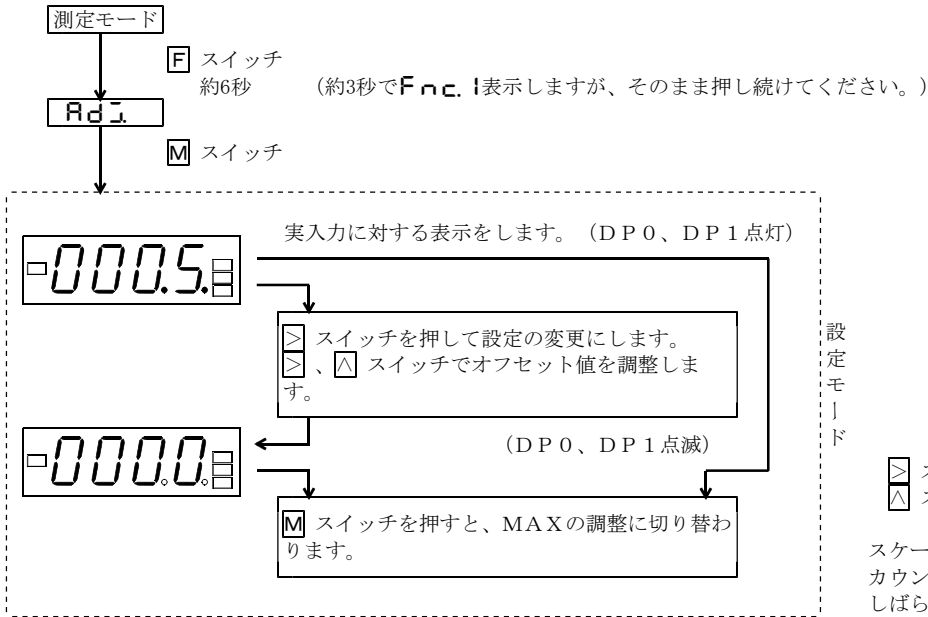 測定モード
F スイッチ
約6秒 (約3秒でFnc.1表示しますが、そのまま押し続けてください。)
AdJ.
M スイッチ
実入力に対する表示をします。(DP0、DP1点灯)
-000.5.
> スイッチを押して設定の変更にします。
> 、∧ スイッチでオフセット値を調整しま
す。
設定モード
(DP0、DP1点滅)
-000.0.
M スイッチを押すと、MAXの調整に切り替わ
ります。
> ス
∧ ス
スケー
カウン
しばら